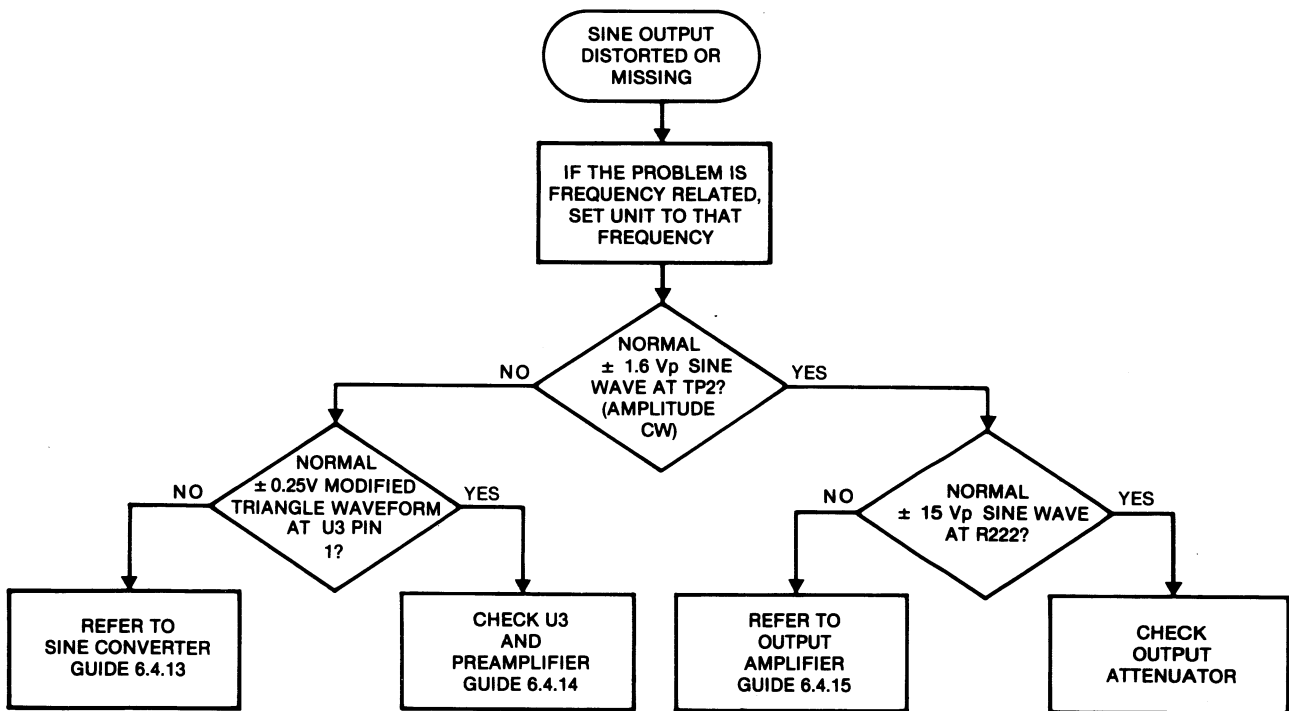 SINE OUTPUT
DISTORTED OR
MISSING
IF THE PROBLEM IS
FREQUENCY RELATED,
SET UNIT TO THAT
FREQUENCY
NORMAL
± 1.6 Vp SINE
WAVE AT TP2?
(AMPLITUDE
CW)
NO
YES
NORMAL
± 0.25V MODIFIED
TRIANGLE WAVEFORM
AT U3 PIN
1?
NO
YES
NORMAL
± 15 Vp SINE WAVE
AT R222?
NO
YES
REFER TO
SINE CONVERTER
GUIDE 6.4.13
CHECK U3
AND
PREAMPLIFIER
GUIDE 6.4.14
REFER TO
OUTPUT
AMPLIFIER
GUIDE 6.4.15
CHECK
OUTPUT
ATTENUATOR